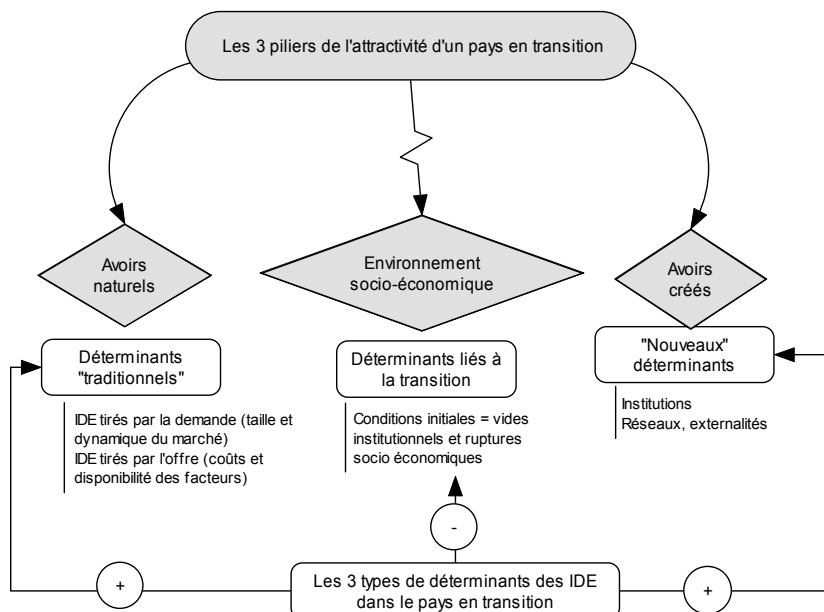 Les 3 piliers de l'attractivité d'un pays en transition
Avoirs
naturels
Environnement
socio-économique
Avoirs
créés
Déterminants
"traditionnels"
Déterminants liés à
la transition
"Nouveaux"
déterminants
IDE tirés par la demande (taille et
dynamique du marché)
IDE tirés par l'offre (coûts et
disponibilité des facteurs)
Conditions initiales = vides
institutionnels et ruptures
socio économiques
Institutions
Réseaux, externalités
-
+
Les 3 types de déterminants des IDE
dans le pays en transition
+